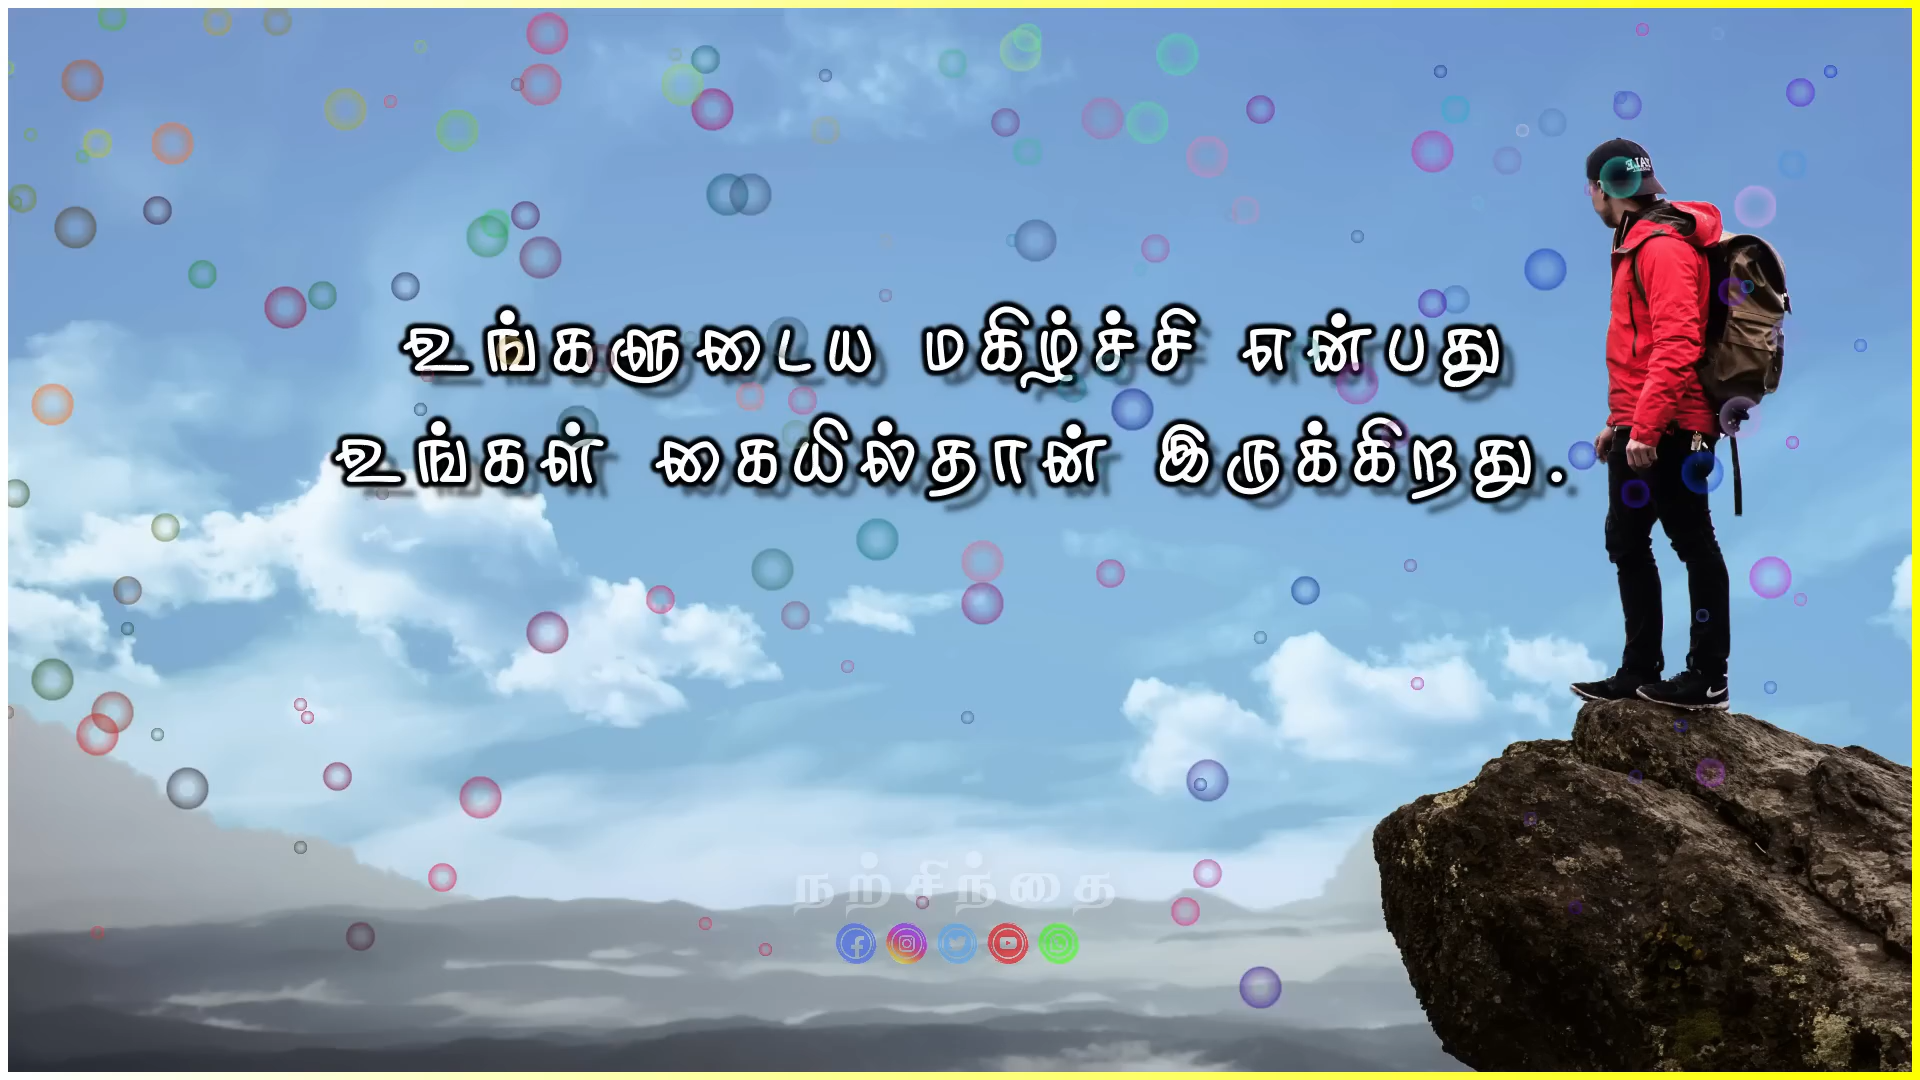 உங்களுடைய மகிழ்ச்சி என்பது
உங்கள் கையில்தான் இருக்கிறது.
நற்சிந்தை